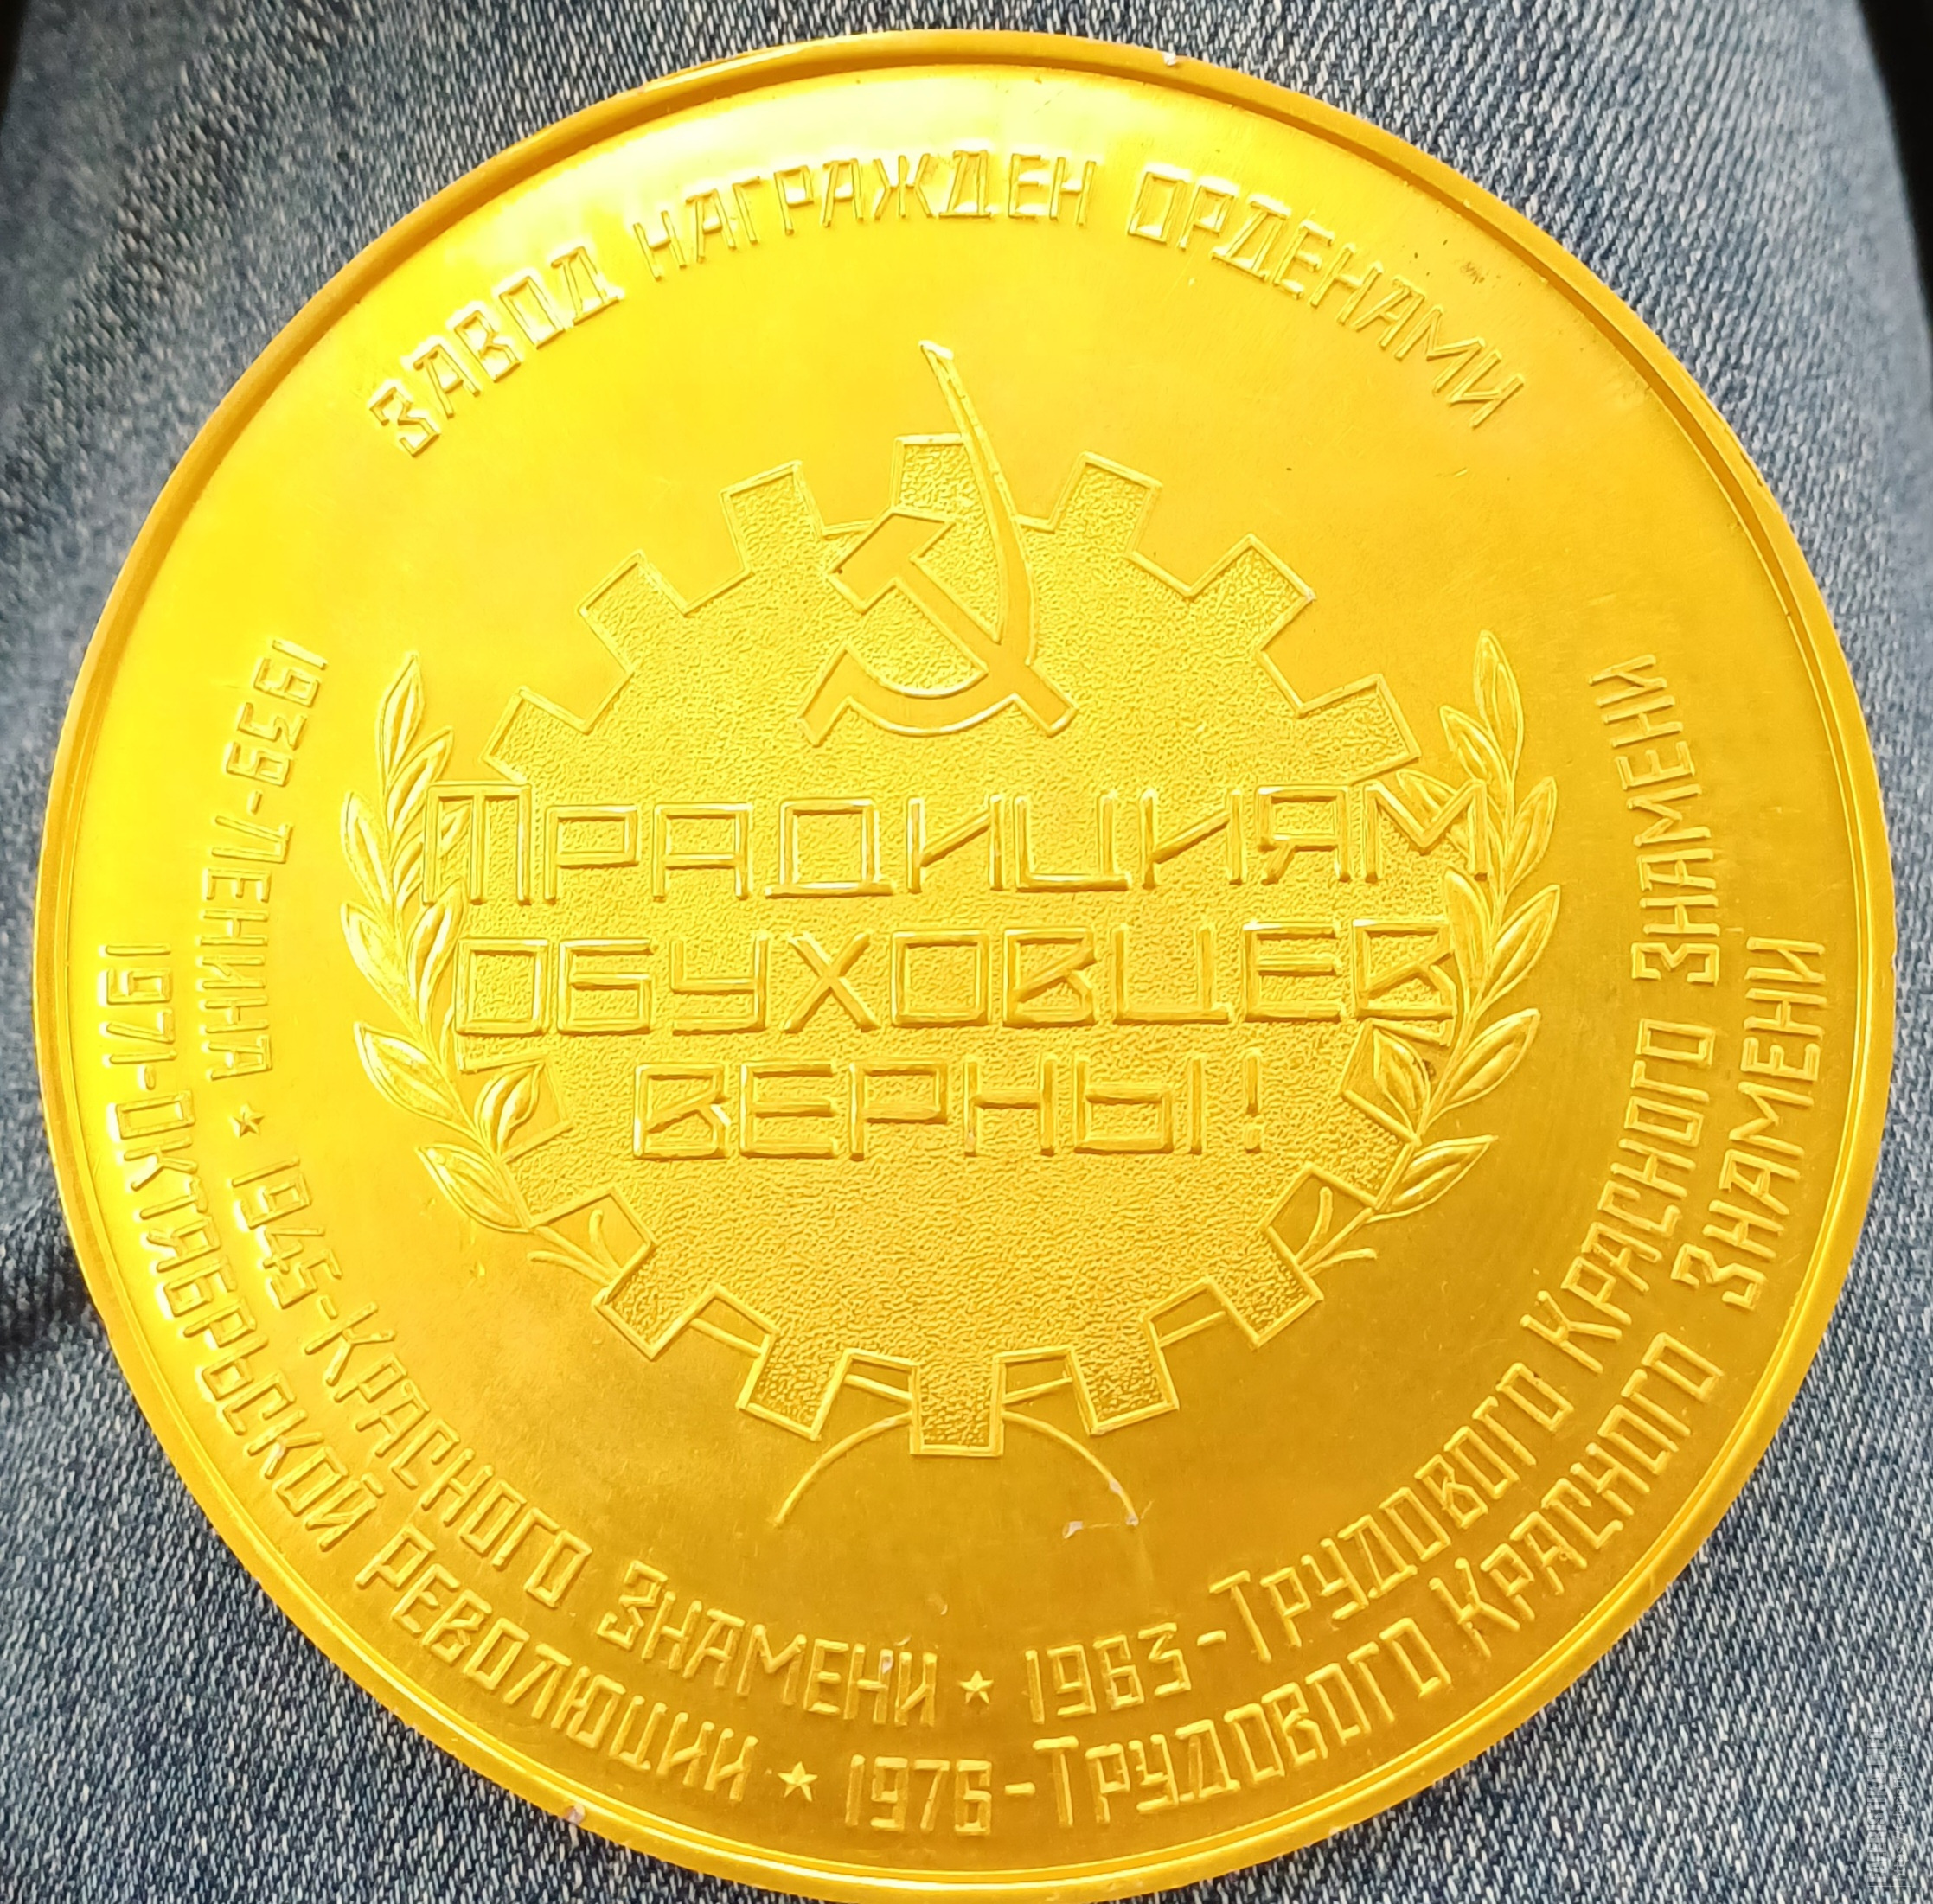 ЗАВОД НАГРАЖДЕН ОРДЕНАМИ
ТРАДИЦИЯМ
ОБУХОВЦЕВ
ВЕРНЫ!
1939-ЛЕНИНА ★ 1945-КРАСНОГО ЗНАМЕНИ ★ 1963-ТРУДОВОГО КРАСНОГО ЗНАМЕНИ
1971-ОКТЯБРЬСКОЙ РЕВОЛЮЦИИ ★ 1976-ТРУДОВОГО КРАСНОГО ЗНАМЕНИ